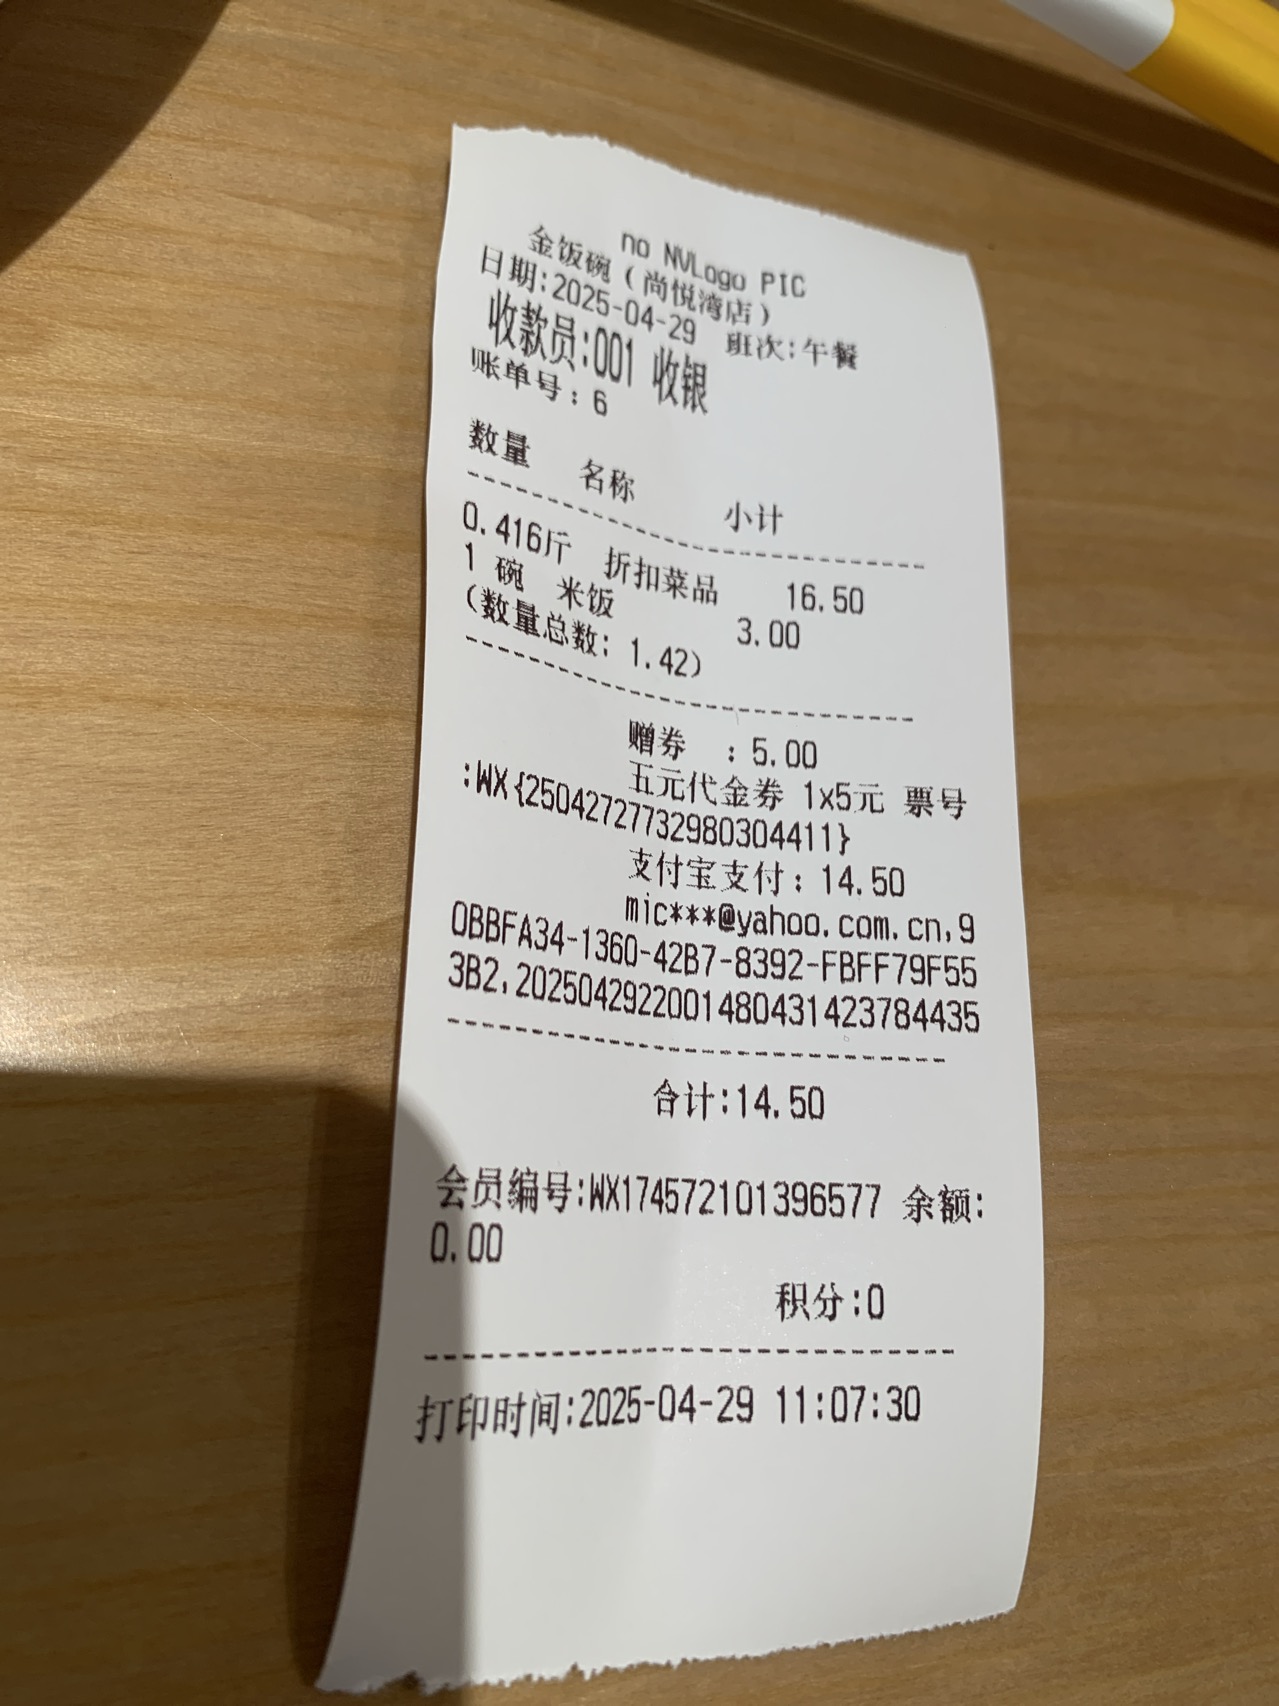 no NVLogo PIC
金饭碗（尚悦湾店）
日期:2025-04-29 班次:午餐
收款员:001 收银
账单号:6
数量 名称 小计
0.416斤 折扣菜品 16.50
1 碗 米饭 3.00
(数量总数: 1.42)
赠券 :5.00
五元代金券 1x5元 票号
:WX{25042727732980304411}
支付宝支付:14.50
mic***@yahoo.com.cn,9
0BBFA34-1360-42B7-8392-FBFF79F55
3B2,2025042922001480431423784435
合计:14.50
会员编号:WX174572101396577 余额:
0.00
积分:0
打印时间:2025-04-29 11:07:30